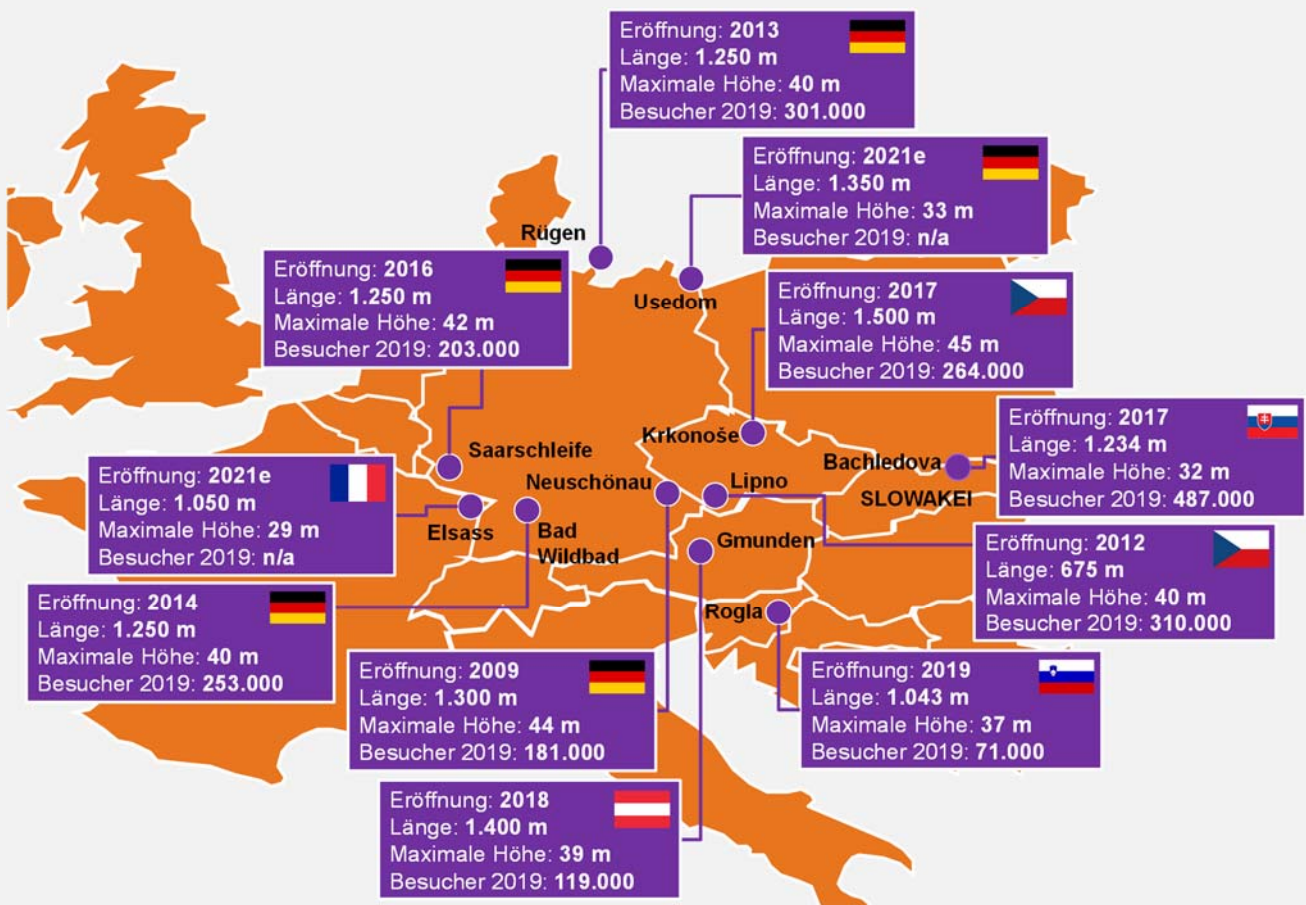 Eröffnung: 2013
Länge: 1.250 m
Maximale Höhe: 40 m
Besucher 2019: 301.000
Eröffnung: 2021e
Länge: 1.350 m
Maximale Höhe: 33 m
Besucher 2019: n/a
Rügen
Usedom
Eröffnung: 2016
Länge: 1.250 m
Maximale Höhe: 42 m
Besucher 2019: 203.000
Eröffnung: 2017
Länge: 1.500 m
Maximale Höhe: 45 m
Besucher 2019: 264.000
Krkonoše
Saarschleife
Neuschönau
Lipno
Bachledova
SLOWAKEI
Eröffnung: 2017
Länge: 1.234 m
Maximale Höhe: 32 m
Besucher 2019: 487.000
Eröffnung: 2021e
Länge: 1.050 m
Maximale Höhe: 29 m
Besucher 2019: n/a
Elsass
Bad
Wildbad
Gmunden
Eröffnung: 2012
Länge: 675 m
Maximale Höhe: 40 m
Besucher 2019: 310.000
Rogla
Eröffnung: 2014
Länge: 1.250 m
Maximale Höhe: 40 m
Besucher 2019: 253.000
Eröffnung: 2009
Länge: 1.300 m
Maximale Höhe: 44 m
Besucher 2019: 181.000
Eröffnung: 2019
Länge: 1.043 m
Maximale Höhe: 37 m
Besucher 2019: 71.000
Eröffnung: 2018
Länge: 1.400 m
Maximale Höhe: 39 m
Besucher 2019: 119.000